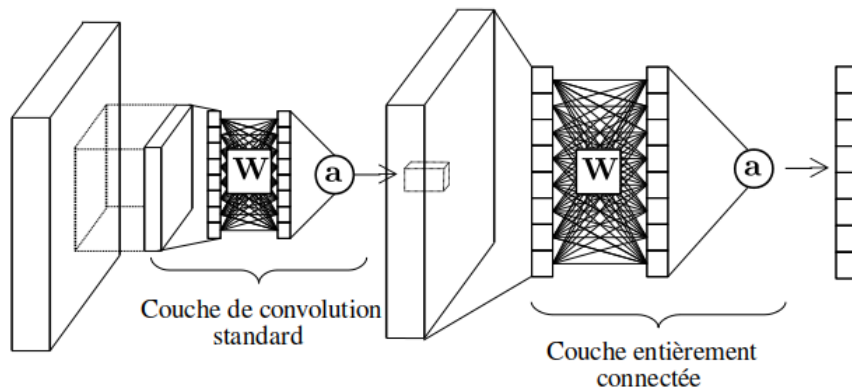 W
a
Couche de convolution
standard
W
a
Couche entièrement
connectée